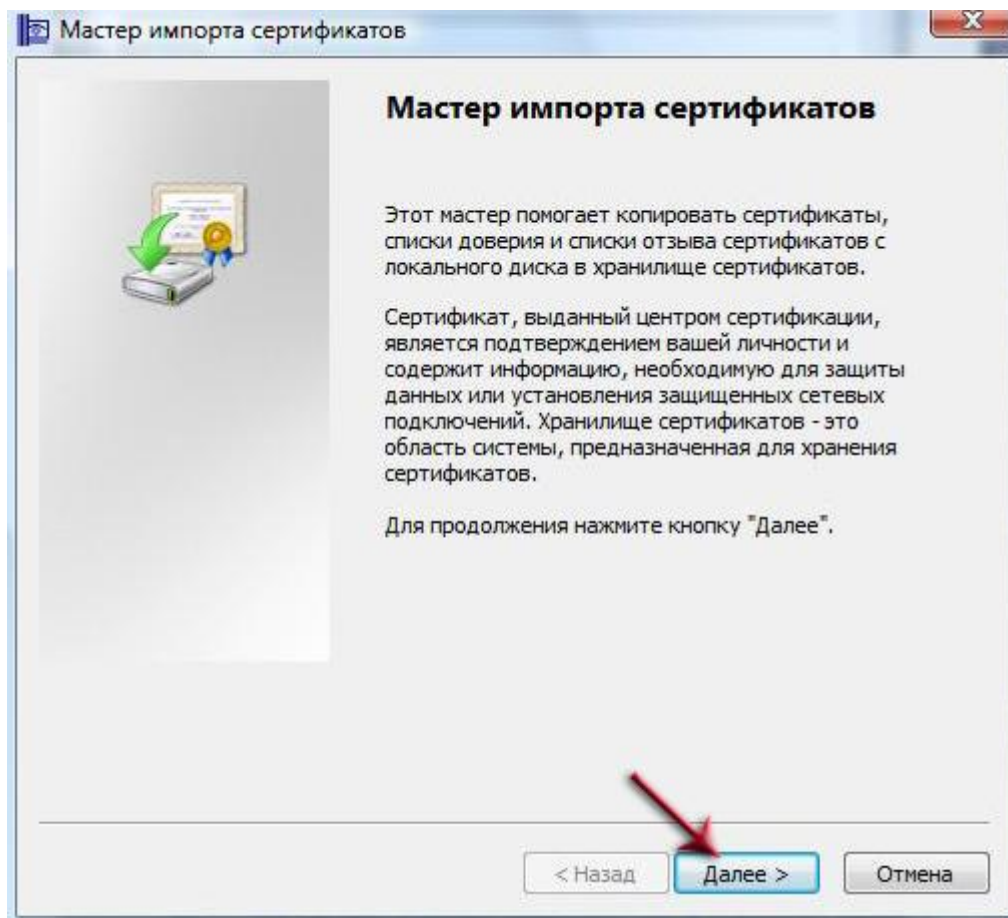 Мастер импорта сертификатов
Мастер импорта сертификатов
Этот мастер помогает копировать сертификаты,
списки доверия и списки отзыва сертификатов с
локального диска в хранилище сертификатов.
Сертификат, выданный центром сертификации,
является подтверждением вашей личности и
содержит информацию, необходимую для защиты
данных или установления защищенных сетевых
подключений. Хранилище сертификатов - это
область системы, предназначенная для хранения
сертификатов.
Для продолжения нажмите кнопку "Далее".
< Назад
Далее >
Отмена